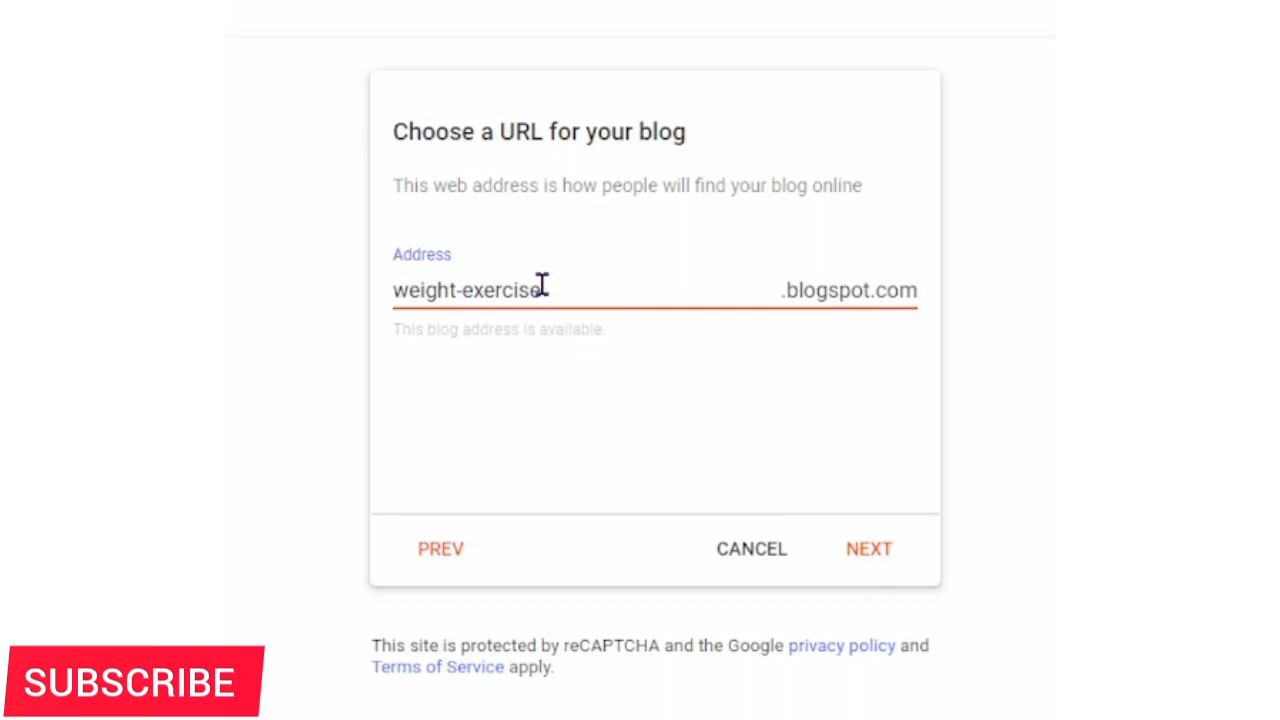 Choose a URL for your blog
This web address is how people will find your blog online
Address
weight-exercise .blogspot.com
This blog address is available.
PREV CANCEL NEXT
This site is protected by reCAPTCHA and the Google privacy policy and
Terms of Service apply.
SUBSCRIBE